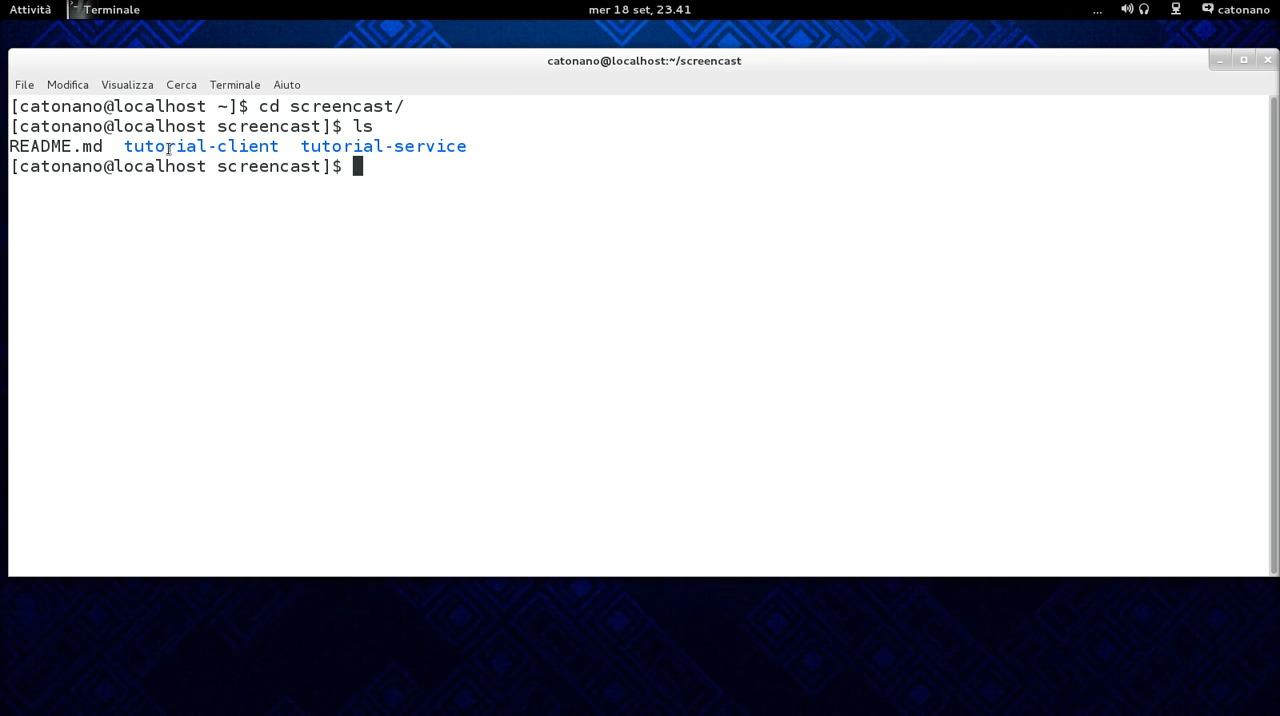 Attività Terminale mer 18 set, 23.41 ... catonano
catonano@localhost:~/screencast
File Modifica Visualizza Cerca Terminale Aiuto
[catonano@localhost ~]$ cd screencast/
[catonano@localhost screencast]$ ls
README.md tutorial-client tutorial-service
[catonano@localhost screencast]$